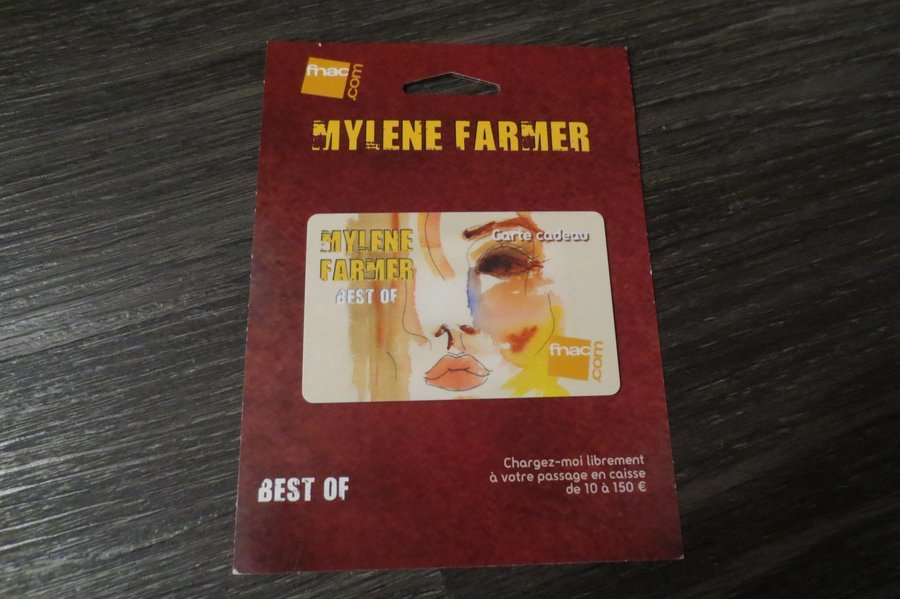 fnac
.com
MYLENE FARMER
MYLENE
FARMER
BEST OF
Carte cadeau
fnac
.com
BEST OF
Chargez-moi librement
à votre passage en caisse
de 10 à 150 €